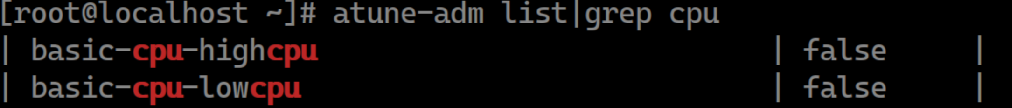 [root@localhost ~]# atune-adm list|grep cpu
| basic-cpu-highcpu | false |
| basic-cpu-lowcpu | false |